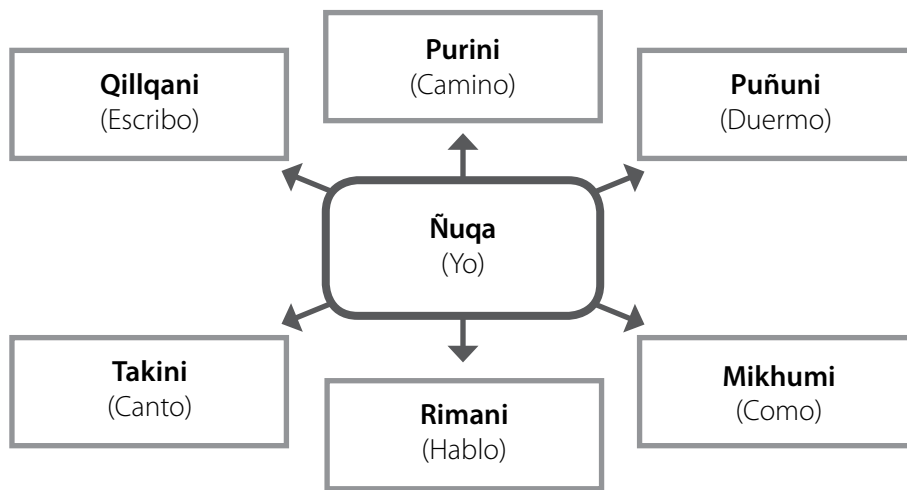 Purini
(Camino)
Qillqani
(Escribo)
Puñuni
(Duermo)
Ñuqa
(Yo)
Takini
(Canto)
Rimani
(Hablo)
Mikhumi
(Como)